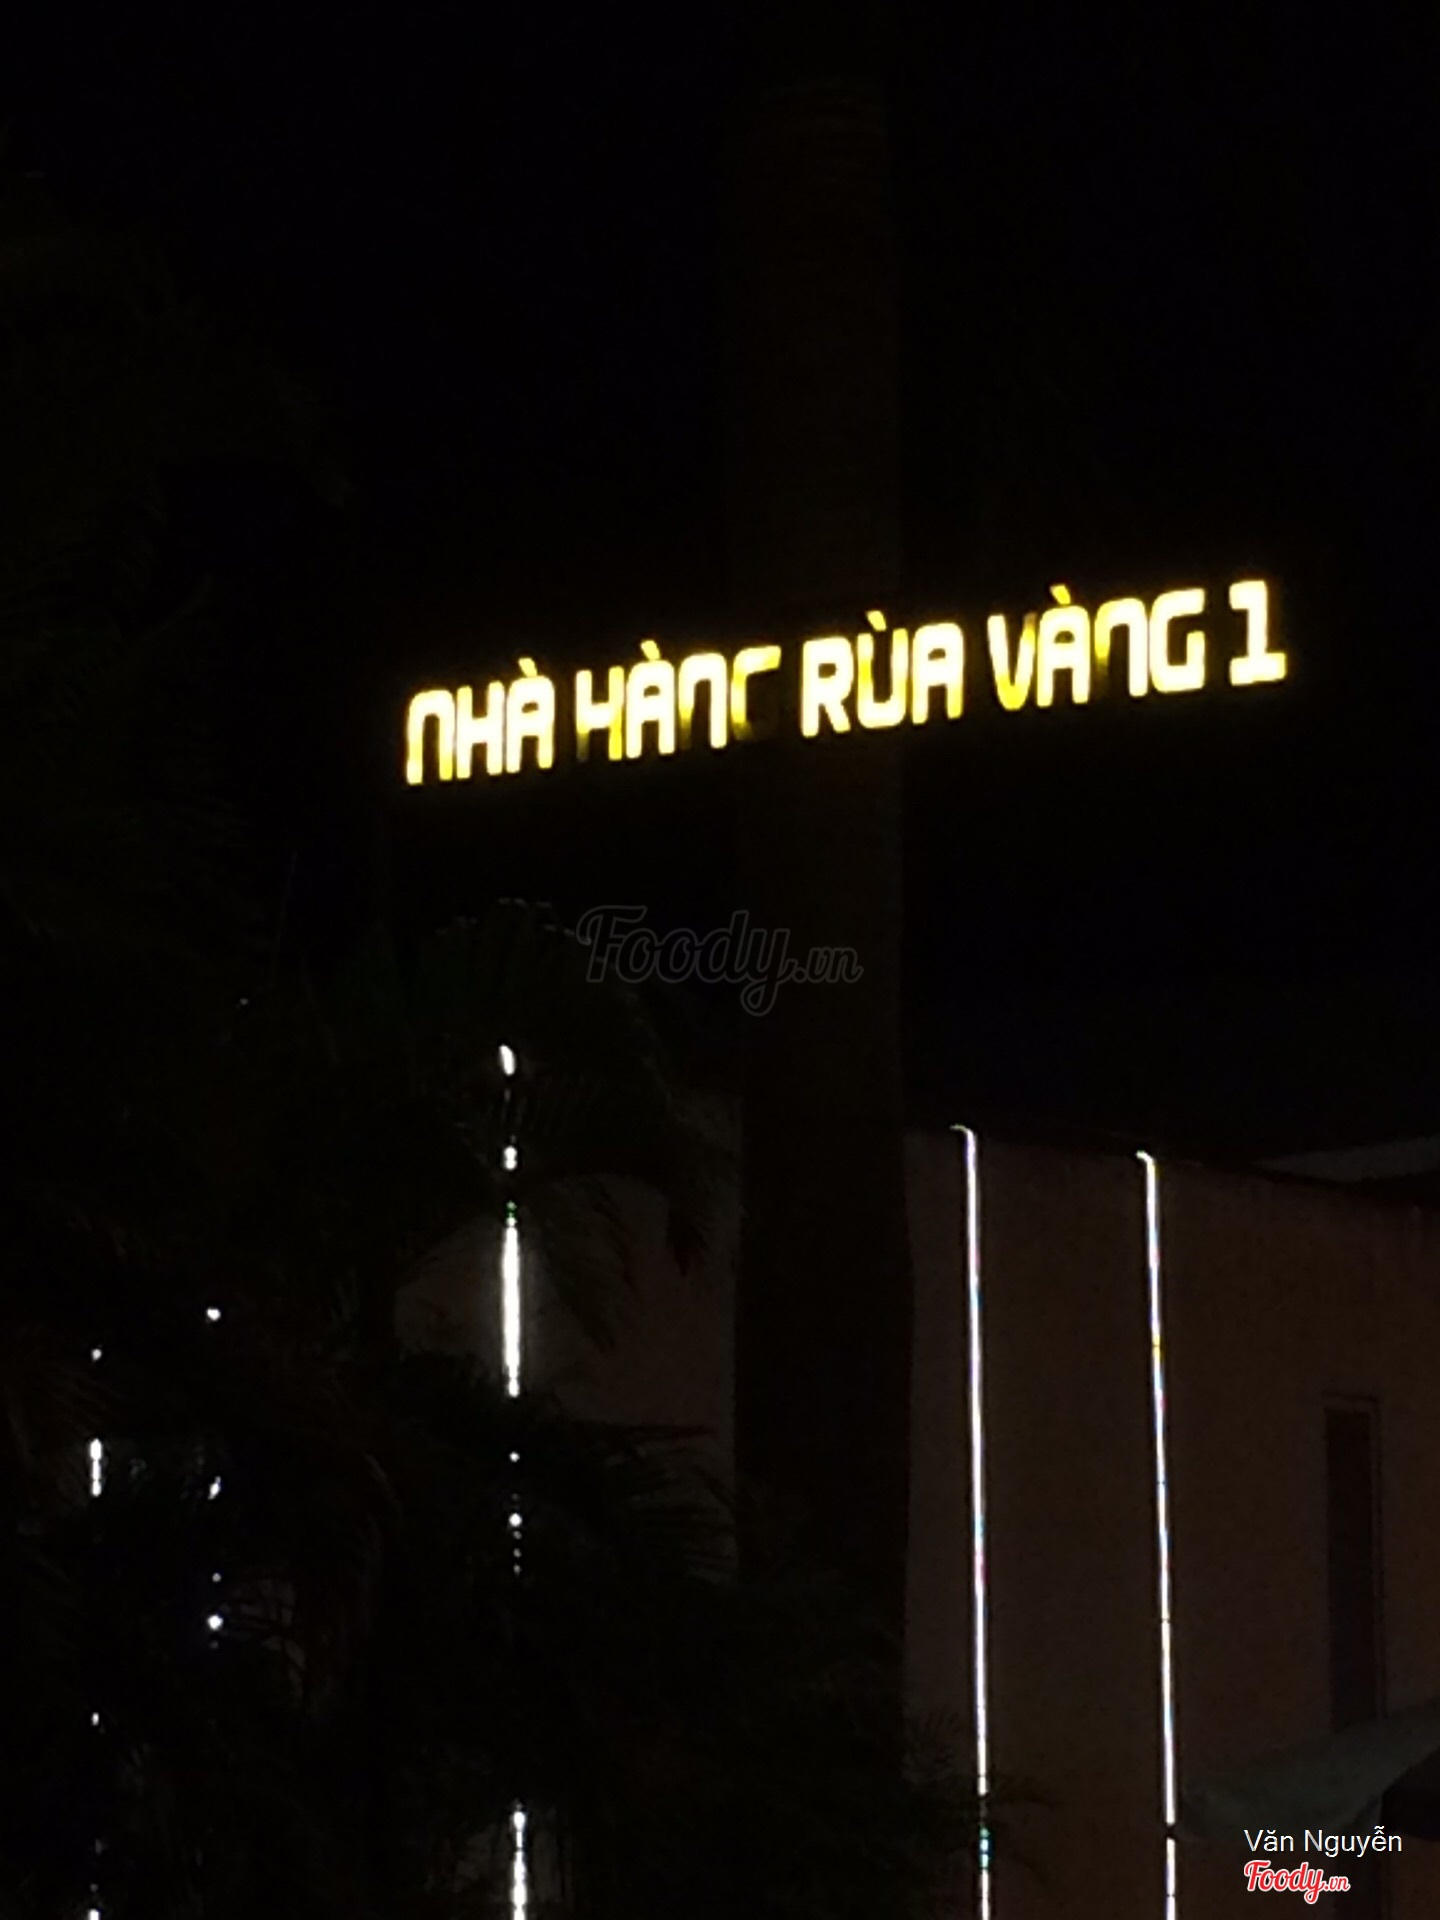 NHÀ HÀNG RÙA VÀNG 1
Foody.vn
Văn Nguyễn
Foody.vn